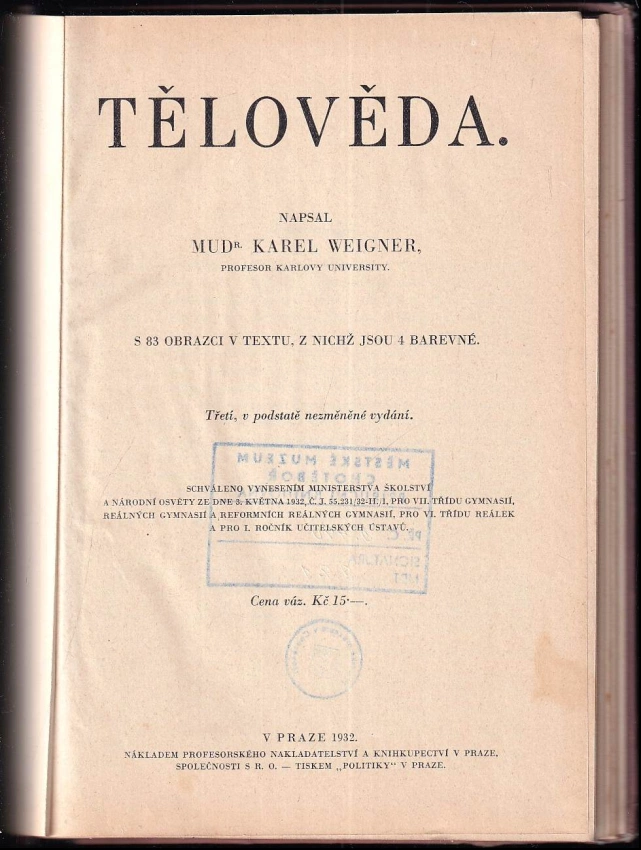 TĚLOVĚDA.
NAPSAL
MUDR. KAREL WEIGNER,
PROFESOR KARLOVY UNIVERSITY.
S 83 OBRAZCI V TEXTU, Z NICHŽ JSOU 4 BAREVNÉ.
Třetí, v podstatě nezměněné vydání.
MĚSTSKÉ MUZEUM
CHOTĚBOŘ
SCHVÁLENO VYNESENÍM MINISTERSTVA ŠKOLSTVÍ
A NÁRODNÍ OSVĚTY ZE DNE 3. KVĚTNA 1932, Č. J. 55.231/32-II/1, PRO VII. TŘÍDU GYMNASIÍ,
REÁLNÝCH GYMNASIÍ A REFORMNÍCH REÁLNÝCH GYMNASIÍ, PRO VI. TŘÍDU REÁLEK
A PRO I. ROČNÍK UČITELSKÝCH ÚSTAVŮ.
SIGNATURA
Cena váz. Kč 15·—.
V PRAZE 1932.
NÁKLADEM PROFESORSKÉHO NAKLADATELSTVÍ A KNIHKUPECTVÍ V PRAZE,
SPOLEČNOSTI S R. O. — TISKEM „POLITIKY“ V PRAZE.